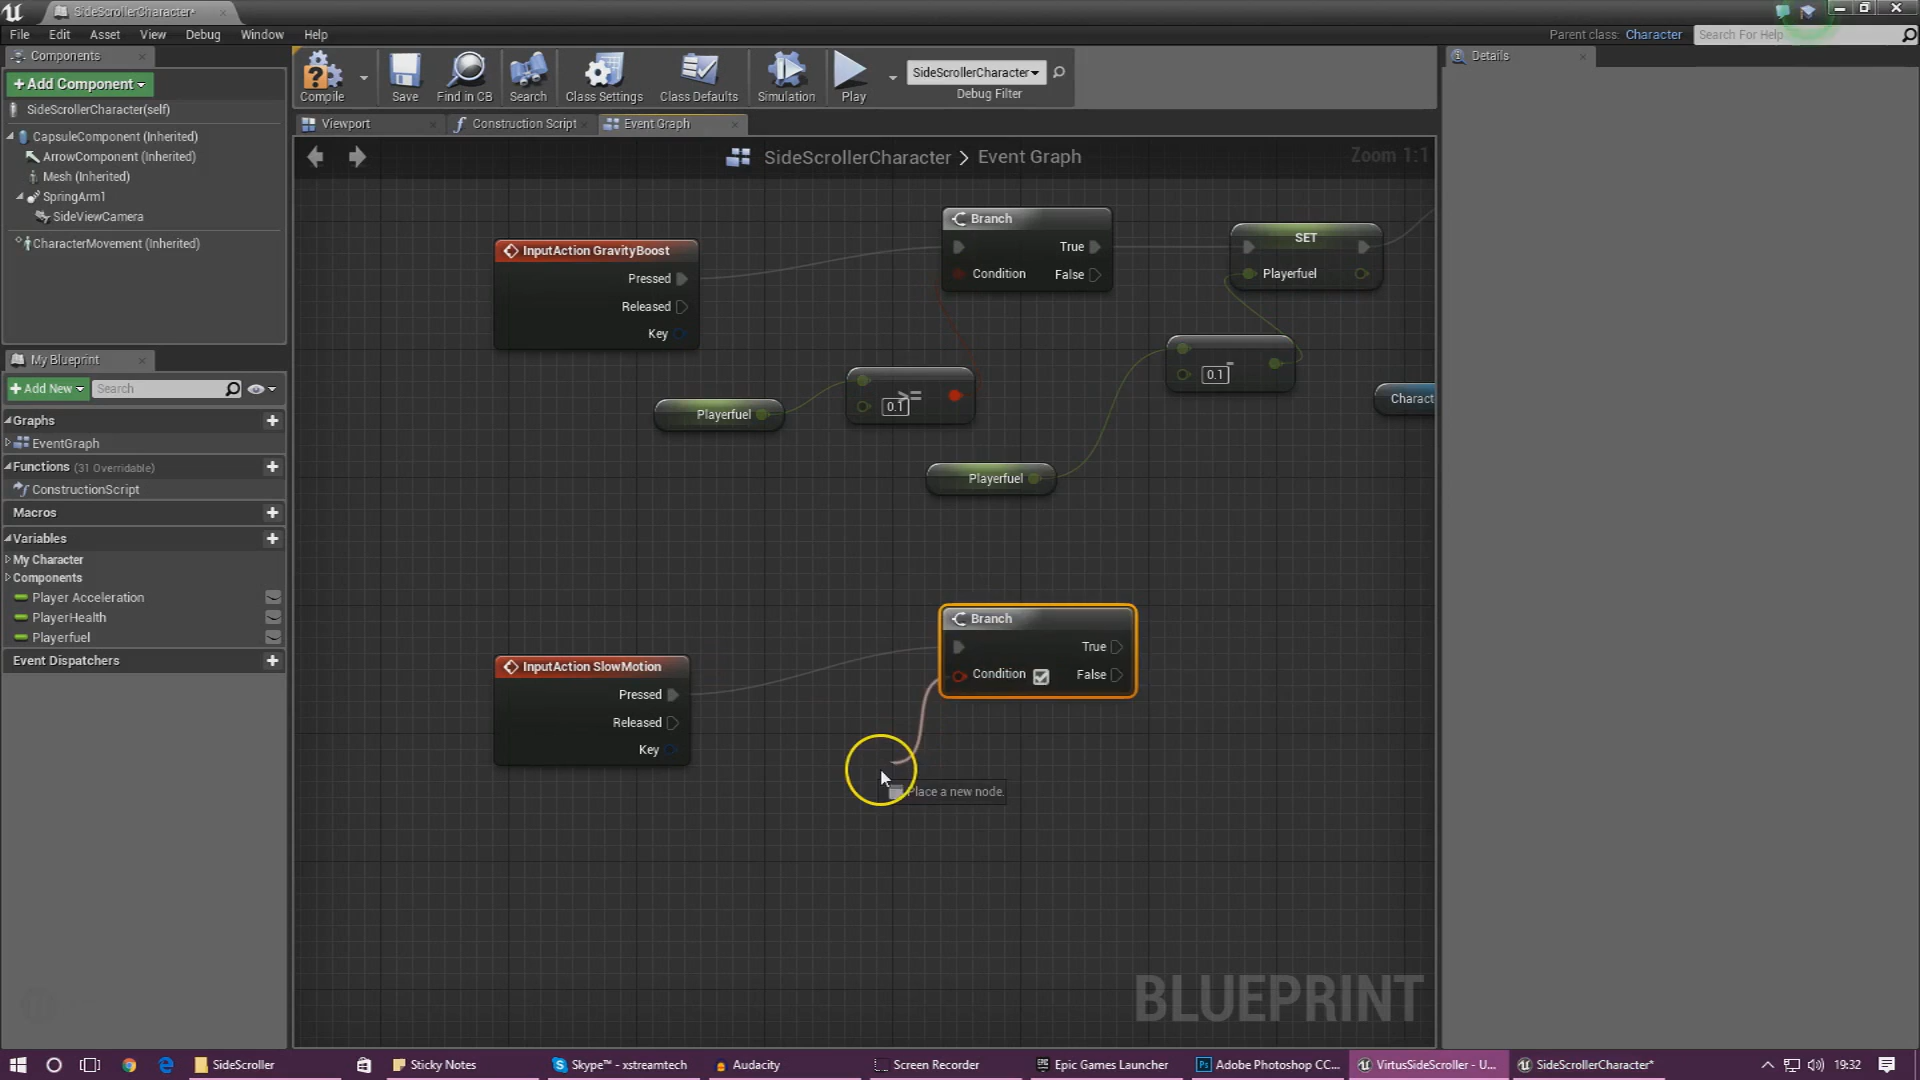 SideScrollerCharacter*
File Edit Asset View Debug Window Help
Parent class: Character
Search For Help
Components
+Add Component
SideScrollerCharacter(self)
CapsuleComponent (Inherited)
ArrowComponent (Inherited)
Mesh (Inherited)
SpringArm1
SideViewCamera
CharacterMovement (Inherited)
My Blueprint
+Add New
Search
Graphs
EventGraph
Functions (31 Overridable)
ConstructionScript
Macros
Variables
My Character
Components
Player Acceleration
PlayerHealth
Playerfuel
Event Dispatchers
Compile
Save
Find in CB
Search
Class Settings
Class Defaults
Simulation
Play
SideScrollerCharacter
Debug Filter
Viewport
Construction Script
Event Graph
SideScrollerCharacter > Event Graph
Zoom 1:1
InputAction GravityBoost
Pressed
Released
Key
Branch
True
Condition False
SET
Playerfuel
Playerfuel
>=
0.1
-
0.1
Playerfuel
Charact
InputAction SlowMotion
Pressed
Released
Key
Branch
True
Condition False
Place a new node.
BLUEPRINT
Details
SideScroller
Sticky Notes
Skype™ - xstreamtech
Audacity
Screen Recorder
Epic Games Launcher
Adobe Photoshop CC...
VirtusSideScroller - U...
SideScrollerCharacter*
19:32